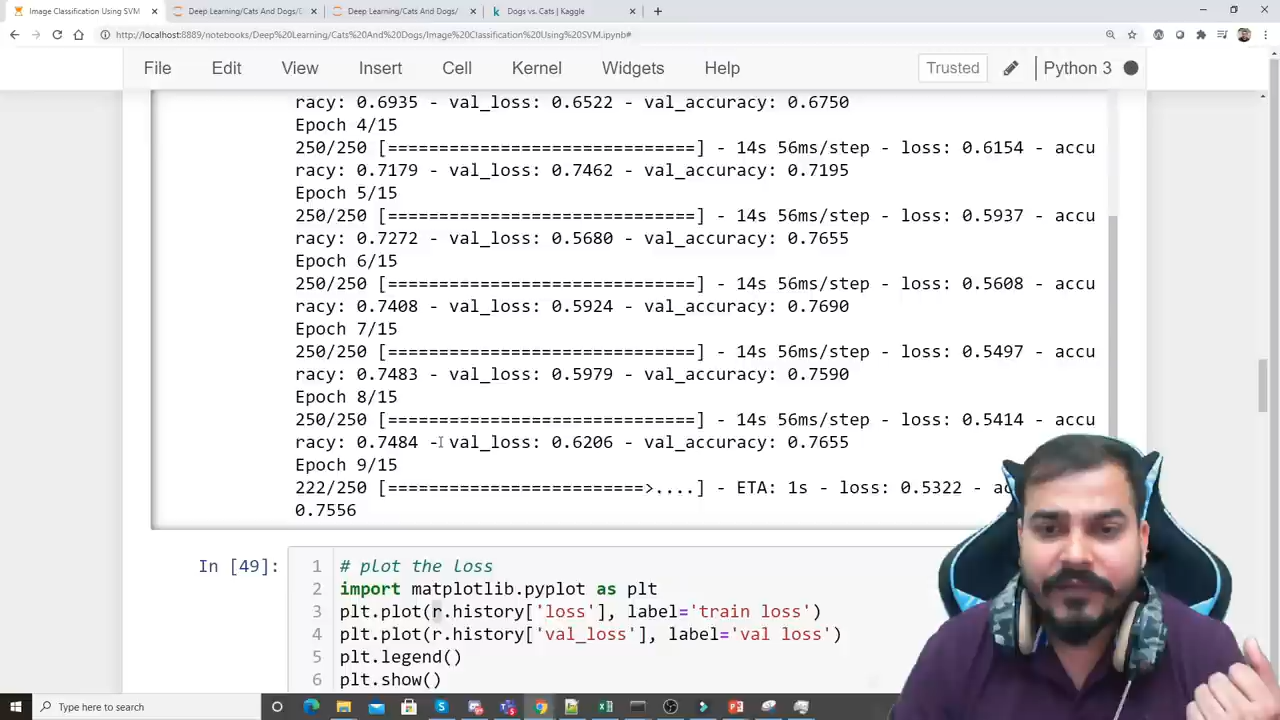 Image Classification Using SVM
Deep Learning/Cats And Dogs/
Deep Learning/Cats And Dogs/
Dogs vs. Cats | Kaggle
http://localhost:8889/notebooks/Deep%20Learning/Cats%20And%20Dogs/Image%20Classification%20Using%20SVM.ipynb#
File Edit View Insert Cell Kernel Widgets Help Trusted Python 3
racy: 0.6935 - val_loss: 0.6522 - val_accuracy: 0.6750
Epoch 4/15
250/250 [==============================] - 14s 56ms/step - loss: 0.6154 - accu
racy: 0.7179 - val_loss: 0.7462 - val_accuracy: 0.7195
Epoch 5/15
250/250 [==============================] - 14s 56ms/step - loss: 0.5937 - accu
racy: 0.7272 - val_loss: 0.5680 - val_accuracy: 0.7655
Epoch 6/15
250/250 [==============================] - 14s 56ms/step - loss: 0.5608 - accu
racy: 0.7408 - val_loss: 0.5924 - val_accuracy: 0.7690
Epoch 7/15
250/250 [==============================] - 14s 56ms/step - loss: 0.5497 - accu
racy: 0.7483 - val_loss: 0.5979 - val_accuracy: 0.7590
Epoch 8/15
250/250 [==============================] - 14s 56ms/step - loss: 0.5414 - accu
racy: 0.7484 - val_loss: 0.6206 - val_accuracy: 0.7655
Epoch 9/15
222/250 [=========================>....] - ETA: 1s - loss: 0.5322 -
0.7556
In [49]:
1 # plot the loss
2 import matplotlib.pyplot as plt
3 plt.plot(r.history['loss'], label='train loss')
4 plt.plot(r.history['val_loss'], label='val loss')
5 plt.legend()
6 plt.show()
Type here to search